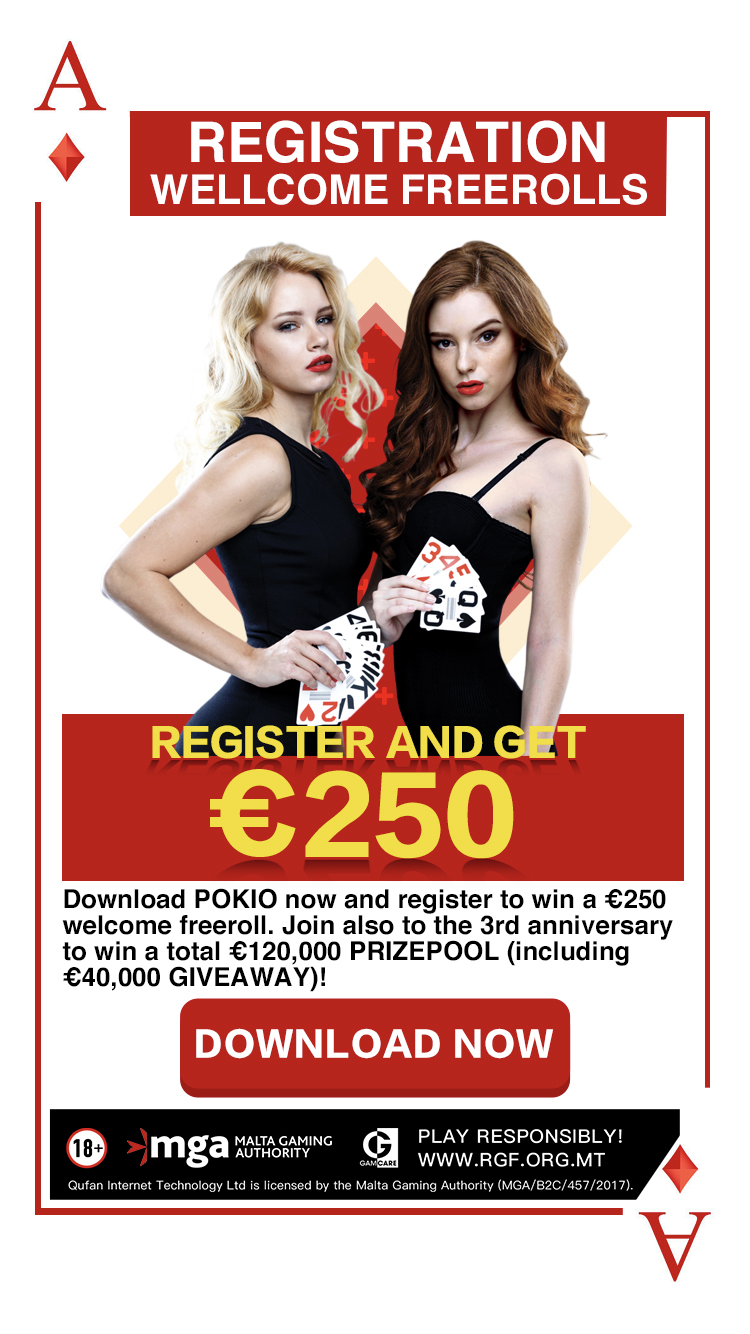 A
REGISTRATION
WELLCOME FREEROLLS
345
Q
Q
2
REGISTER AND GET
€250
Download POKIO now and register to win a €250
welcome freeroll. Join also to the 3rd anniversary
to win a total €120,000 PRIZEPOOL (including
€40,000 GIVEAWAY)!
DOWNLOAD NOW
18+
mga MALTA GAMING
AUTHORITY
G
GAMCARE
PLAY RESPONSIBLY!
WWW.RGF.ORG.MT
Qufan Internet Technology Ltd is licensed by the Malta Gaming Authority (MGA/B2C/457/2017).
A